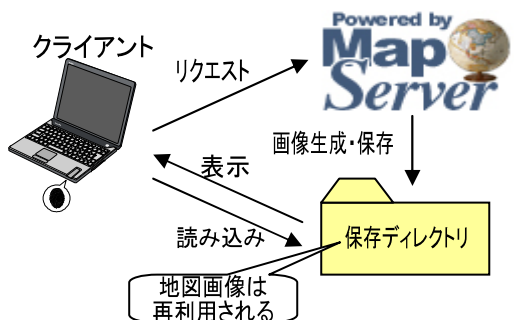 クライアント
リクエスト
Powered by
Map
Server
画像生成・保存
表示
読み込み
保存ディレクトリ
地図画像は
再利用される